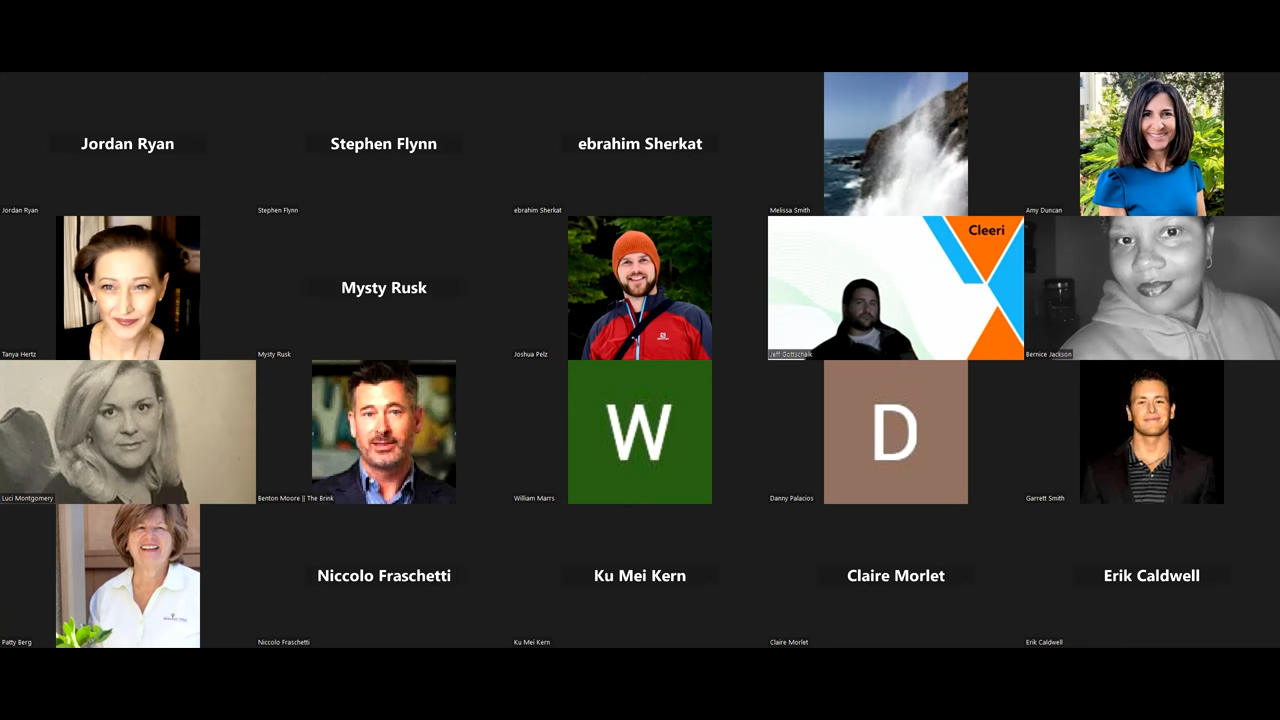 Jordan Ryan
Jordan Ryan
Stephen Flynn
Stephen Flynn
ebrahim Sherkat
ebrahim Sherkat
Melissa Smith
Amy Duncan
Tanya Hertz
Mysty Rusk
Mysty Rusk
Joshua Pelz
Cleeri
Jeff Gottschalk
Bernice Jackson
Luci Montgomery
Benton Moore || The Brink
W
William Marrs
D
Danny Palacios
Garrett Smith
Patty Berg
Niccolo Fraschetti
Niccolo Fraschetti
Ku Mei Kern
Ku Mei Kern
Claire Morlet
Claire Morlet
Erik Caldwell
Erik Caldwell